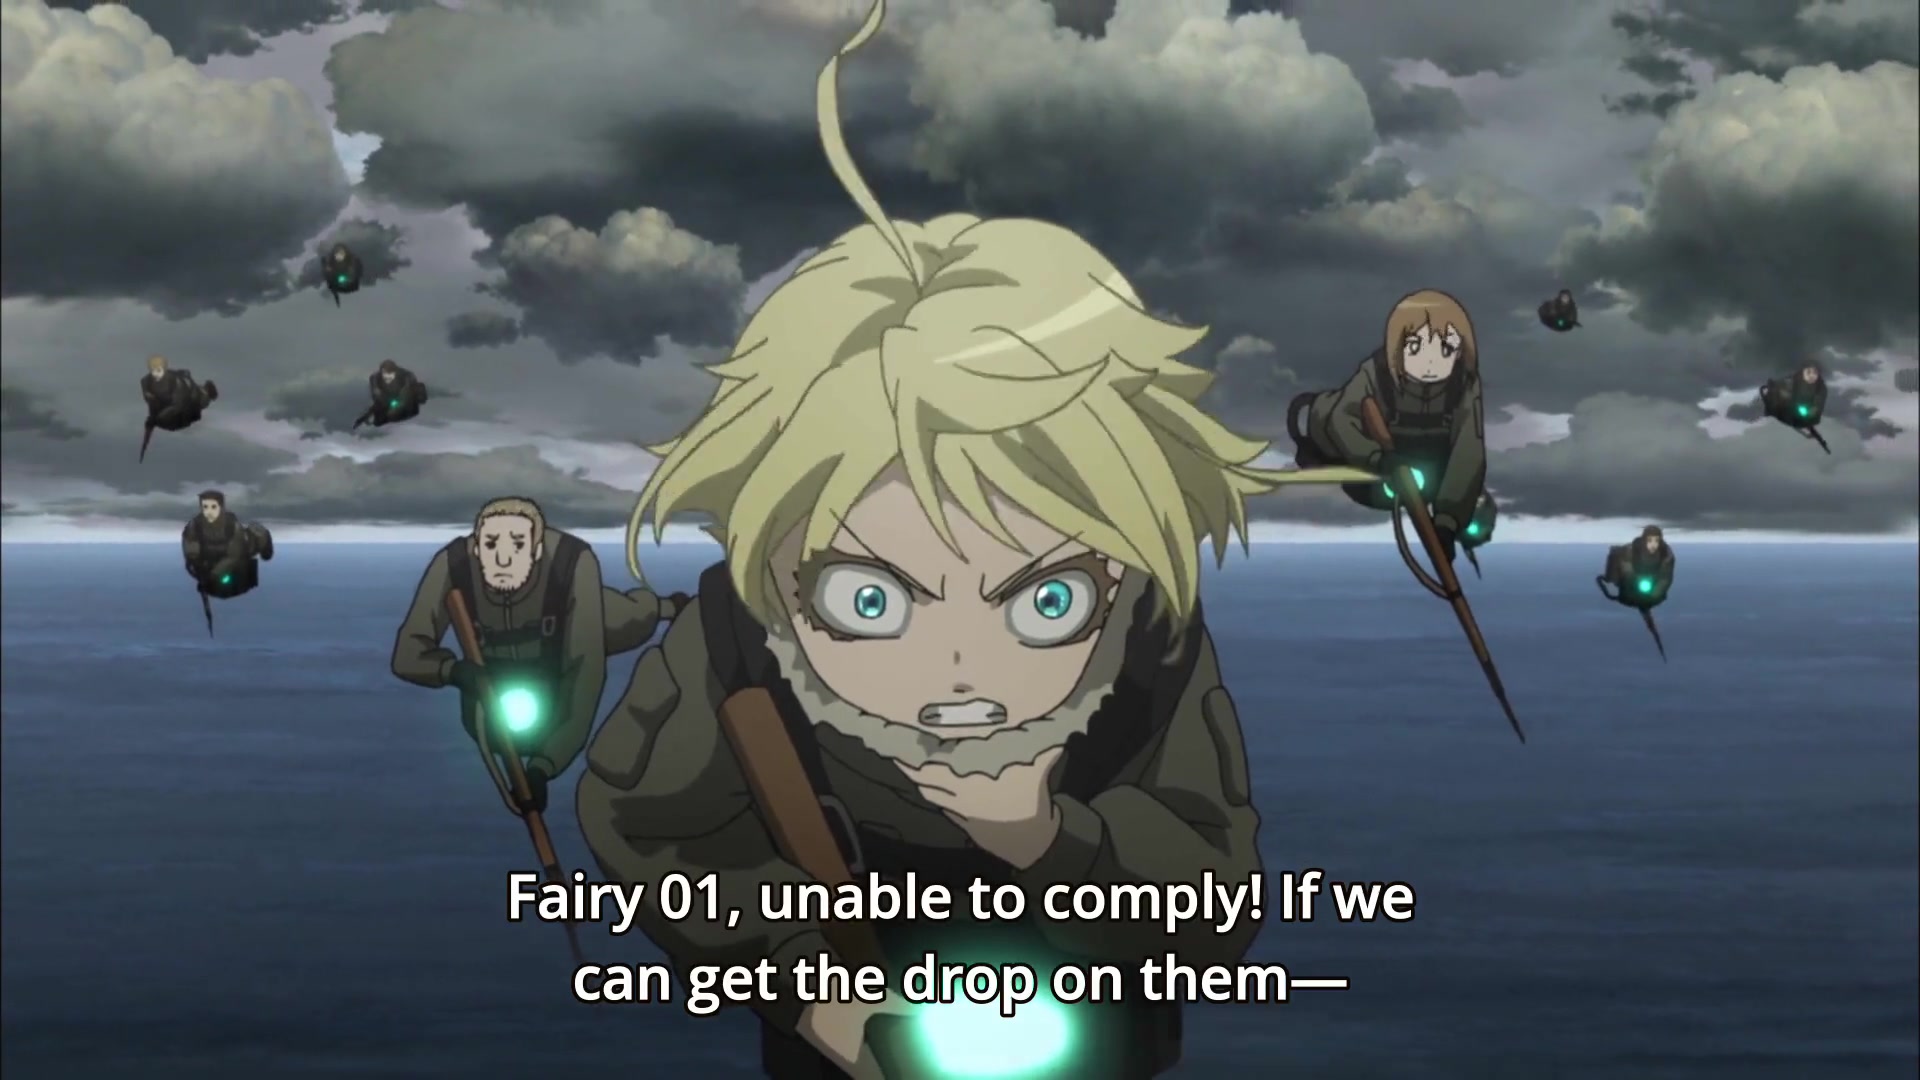 Fairy 01, unable to comply! If we
can get the drop on them—